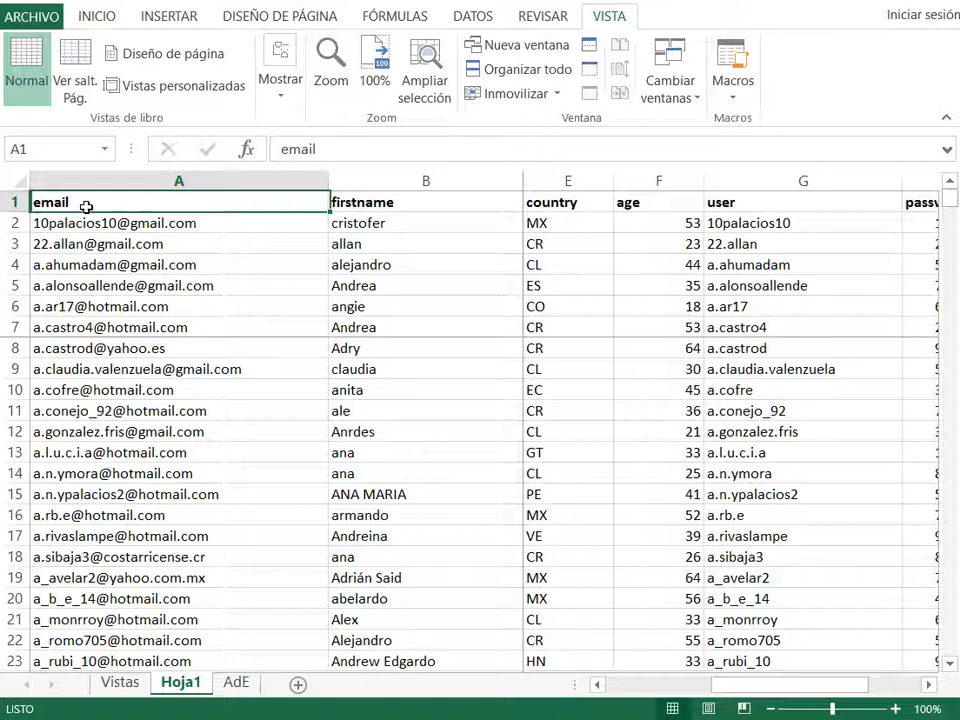 ARCHIVO INICIO INSERTAR DISEÑO DE PÁGINA FÓRMULAS DATOS REVISAR VISTA Iniciar sesión
Normal Ver salt. Pág. Diseño de página Vistas personalizadas Mostrar Zoom 100% Ampliar selección Nueva ventana Organizar todo Inmovilizar Cambiar ventanas Macros
Vistas de libro Zoom Ventana Macros
A1 fx email
A B E F G
1 email firstname country age user passw
2 10palacios10@gmail.com cristofer MX 53 10palacios10
3 22.allan@gmail.com allan CR 23 22.allan
4 a.ahumadam@gmail.com alejandro CL 44 a.ahumadam
5 a.alonsoallende@gmail.com Andrea ES 35 a.alonsoallende
6 a.ar17@hotmail.com angie CO 18 a.ar17
7 a.castro4@hotmail.com Andrea CR 53 a.castro4
8 a.castrod@yahoo.es Adry CR 64 a.castrod
9 a.claudia.valenzuela@gmail.com claudia CL 30 a.claudia.valenzuela
10 a.cofre@hotmail.com anita EC 45 a.cofre
11 a.conejo_92@hotmail.com ale CR 36 a.conejo_92
12 a.gonzalez.fris@gmail.com Anrdes CL 21 a.gonzalez.fris
13 a.l.u.c.i.a@hotmail.com ana GT 33 a.l.u.c.i.a
14 a.n.ymora@hotmail.com ana CL 25 a.n.ymora
15 a.n.ypalacios2@hotmail.com ANA MARIA PE 41 a.n.ypalacios2
16 a.rb.e@hotmail.com armando MX 52 a.rb.e
17 a.rivaslampe@hotmail.com Andreina VE 39 a.rivaslampe
18 a.sibaja3@costarricense.cr ana CR 26 a.sibaja3
19 a_avelar2@yahoo.com.mx Adrián Said MX 64 a_avelar2
20 a_b_e_14@hotmail.com abelardo MX 56 a_b_e_14
21 a_monrroy@hotmail.com Alex CL 33 a_monrroy
22 a_romo705@hotmail.com Alejandro CR 55 a_romo705
23 a_rubi_10@hotmail.com Andrew Edgardo HN 33 a_rubi_10
Vistas Hoja1 AdE
LISTO 100%